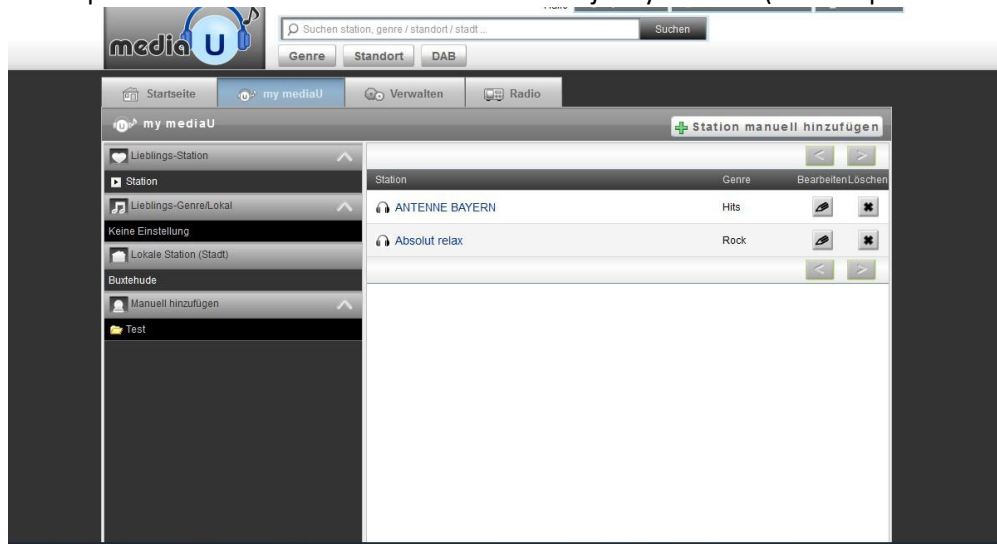 media U
Suchen station, genre / standort / stadt ...
Suchen
Genre Standort DAB
Startseite my mediaU Verwalten Radio
my mediaU
Station manuell hinzufügen
Lieblings-Station
< >
Station
Station Genre Bearbeiten Löschen
Lieblings-Genre/Lokal
ANTENNE BAYERN Hits
Keine Einstellung
Absolut relax Rock
Lokale Station (Stadt)
< >
Buxtehude
Manuell hinzufügen
Test